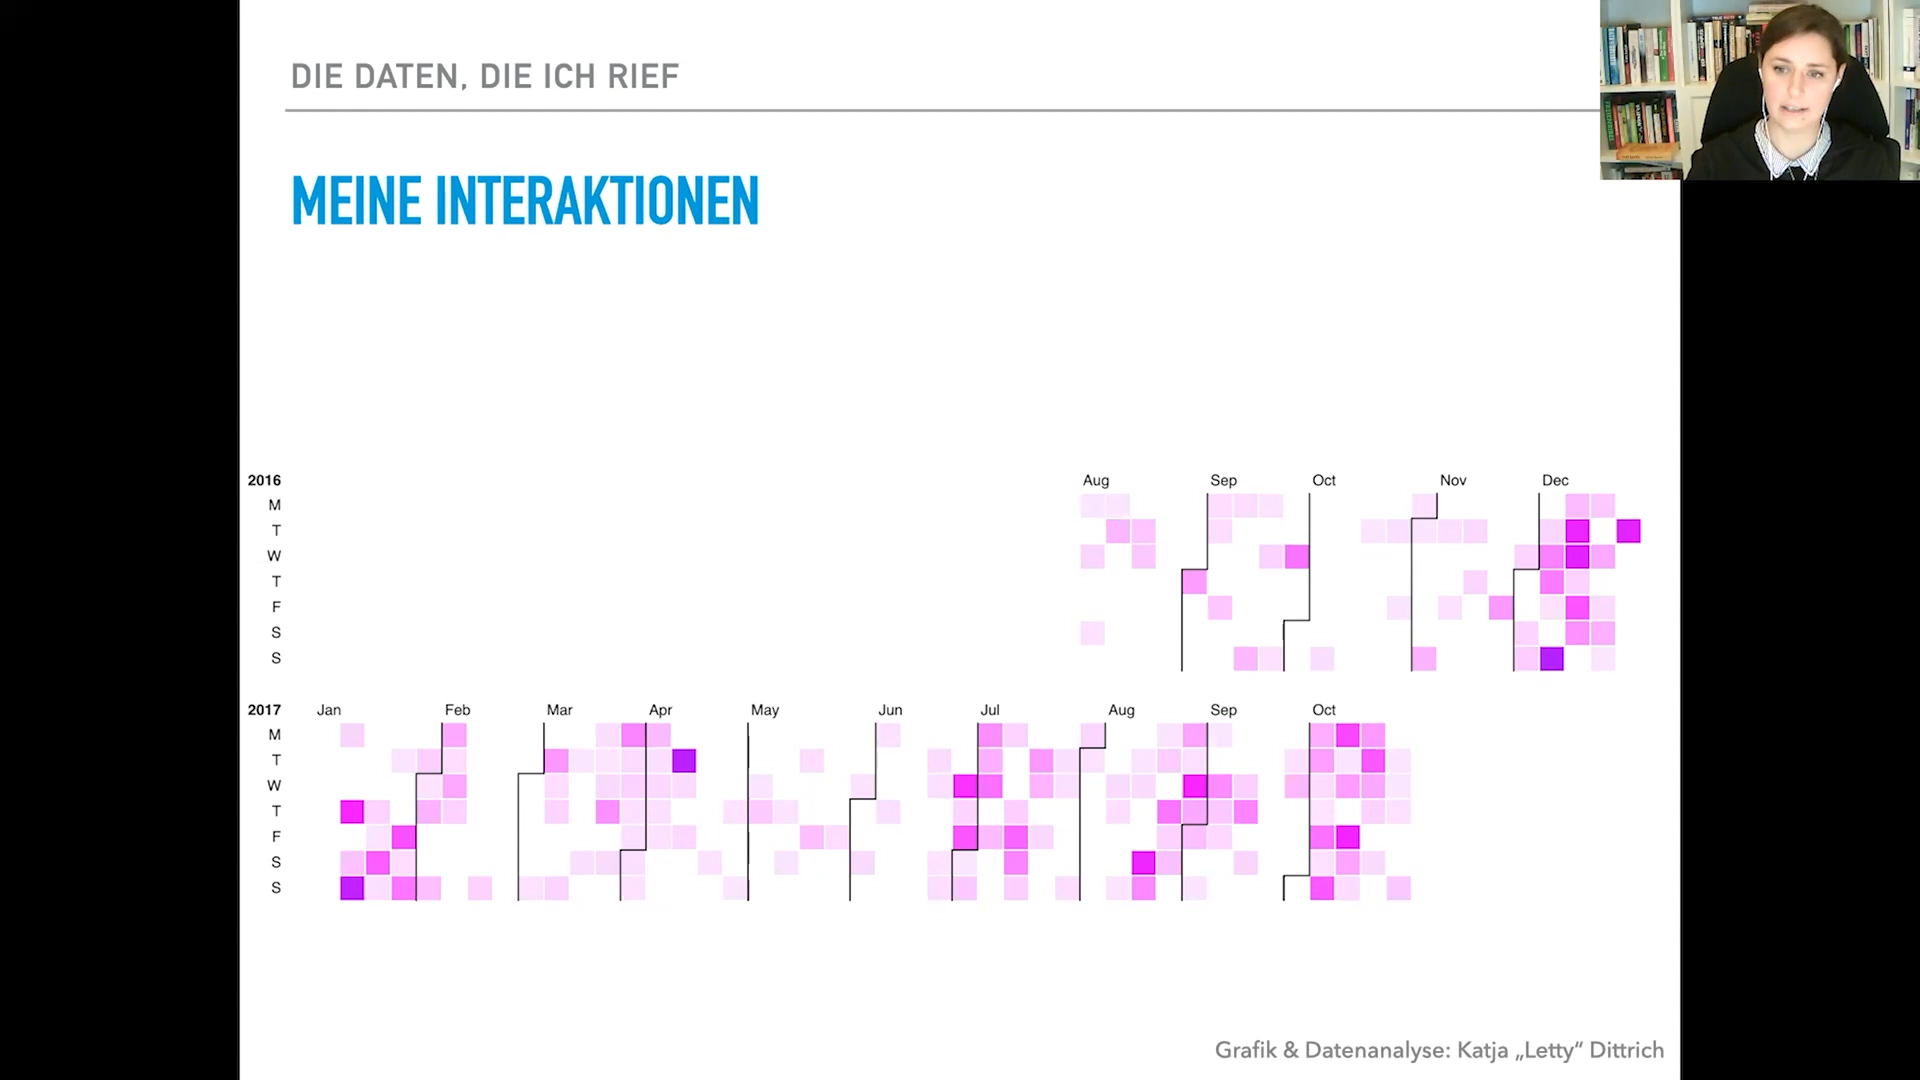 DIE DATEN, DIE ICH RIEF
MEINE INTERAKTIONEN
2016 Aug Sep Oct Nov Dec
M
T
W
T
F
S
S
2017 Jan Feb Mar Apr May Jun Jul Aug Sep Oct
M
T
W
T
F
S
S
Grafik & Datenanalyse: Katja „Letty“ Dittrich